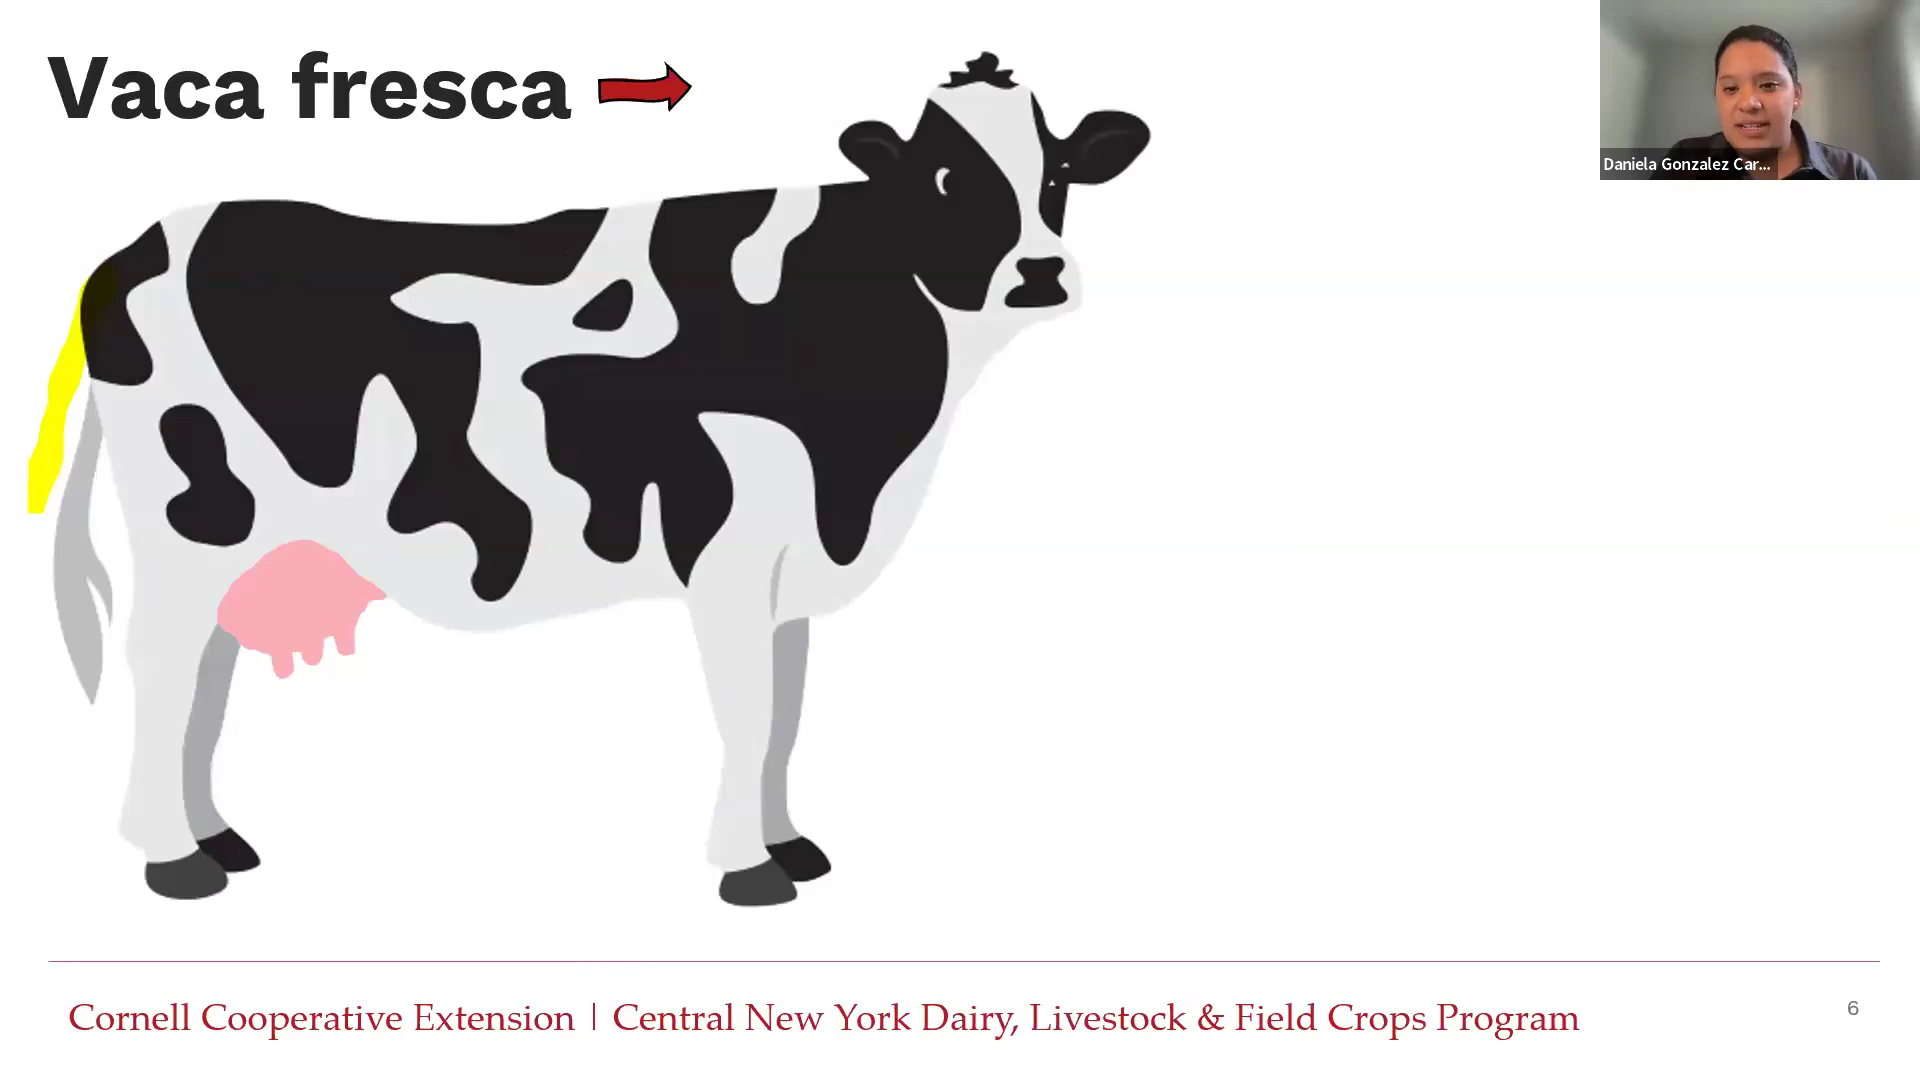 Vaca fresca
Daniela Gonzalez Car...
Cornell Cooperative Extension | Central New York Dairy, Livestock & Field Crops Program
6